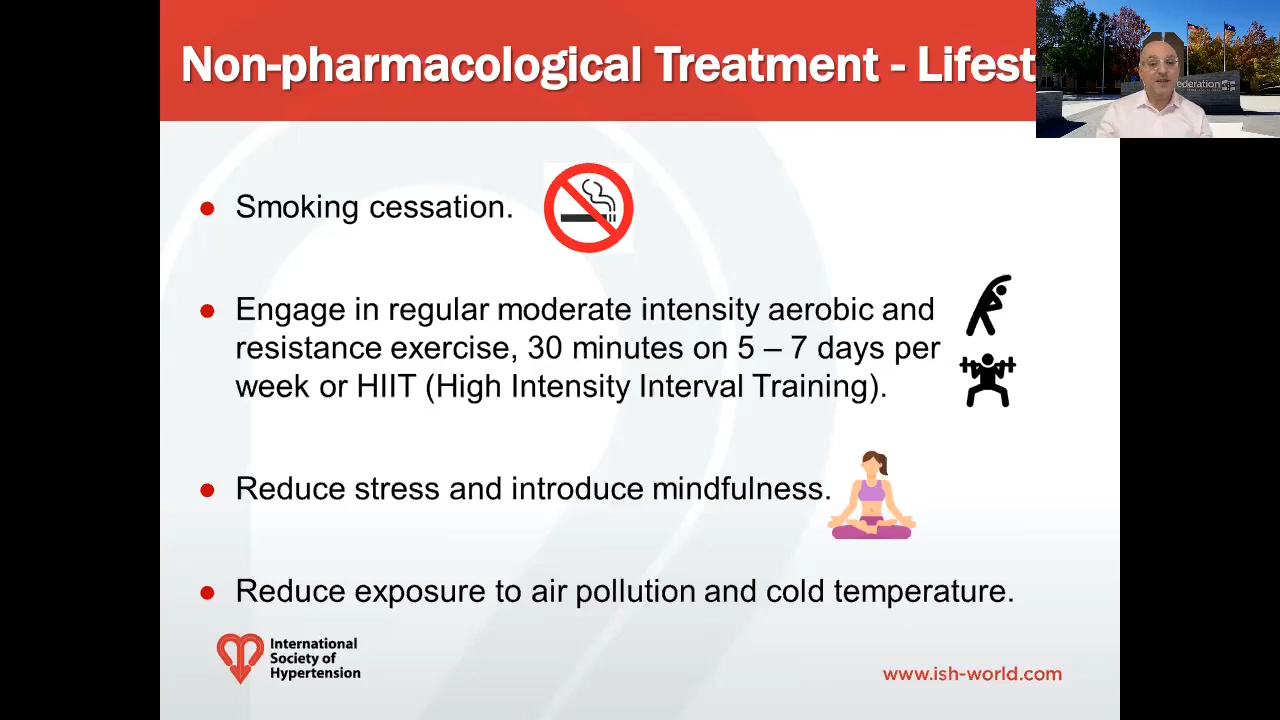 Non-pharmacological Treatment - Lifest
ederation
● Smoking cessation.
● Engage in regular moderate intensity aerobic and
resistance exercise, 30 minutes on 5 – 7 days per
week or HIIT (High Intensity Interval Training).
● Reduce stress and introduce mindfulness.
● Reduce exposure to air pollution and cold temperature.
International
Society of
Hypertension
www.ish-world.com